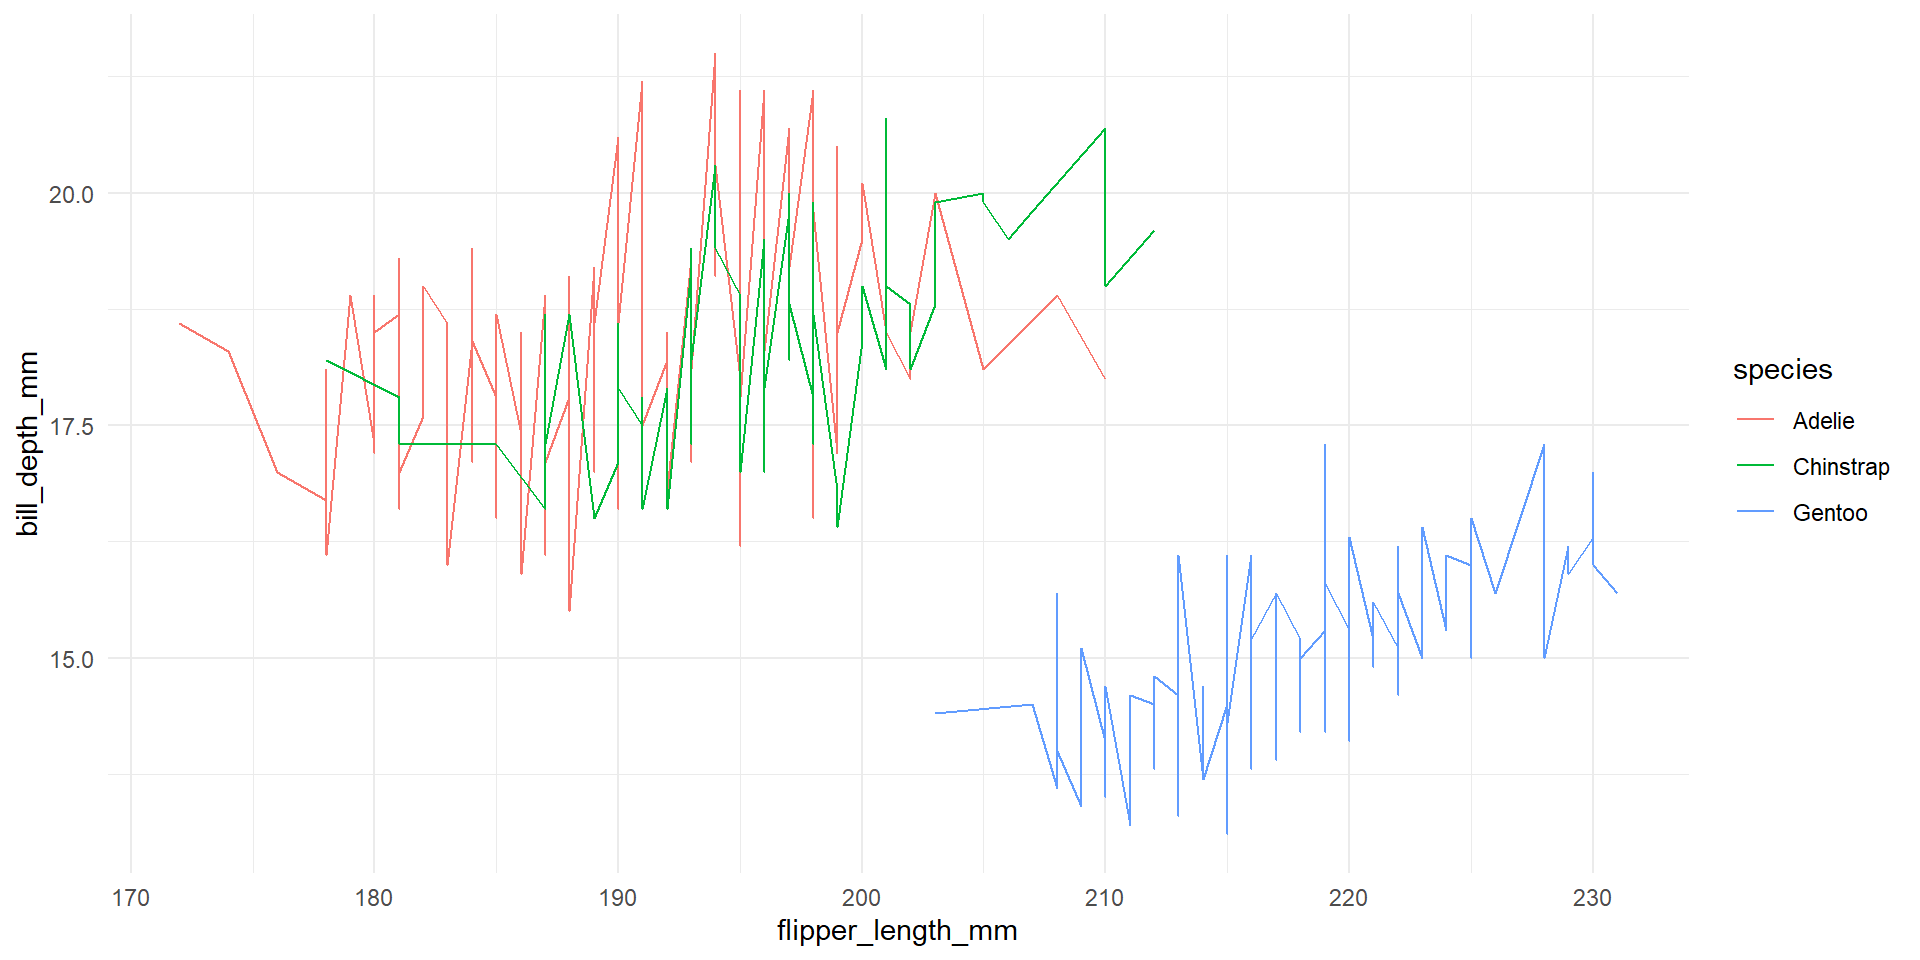 20.0
17.5
15.0
bill_depth_mm
170 180 190 200 210 220 230
flipper_length_mm
species
Adelie
Chinstrap
Gentoo